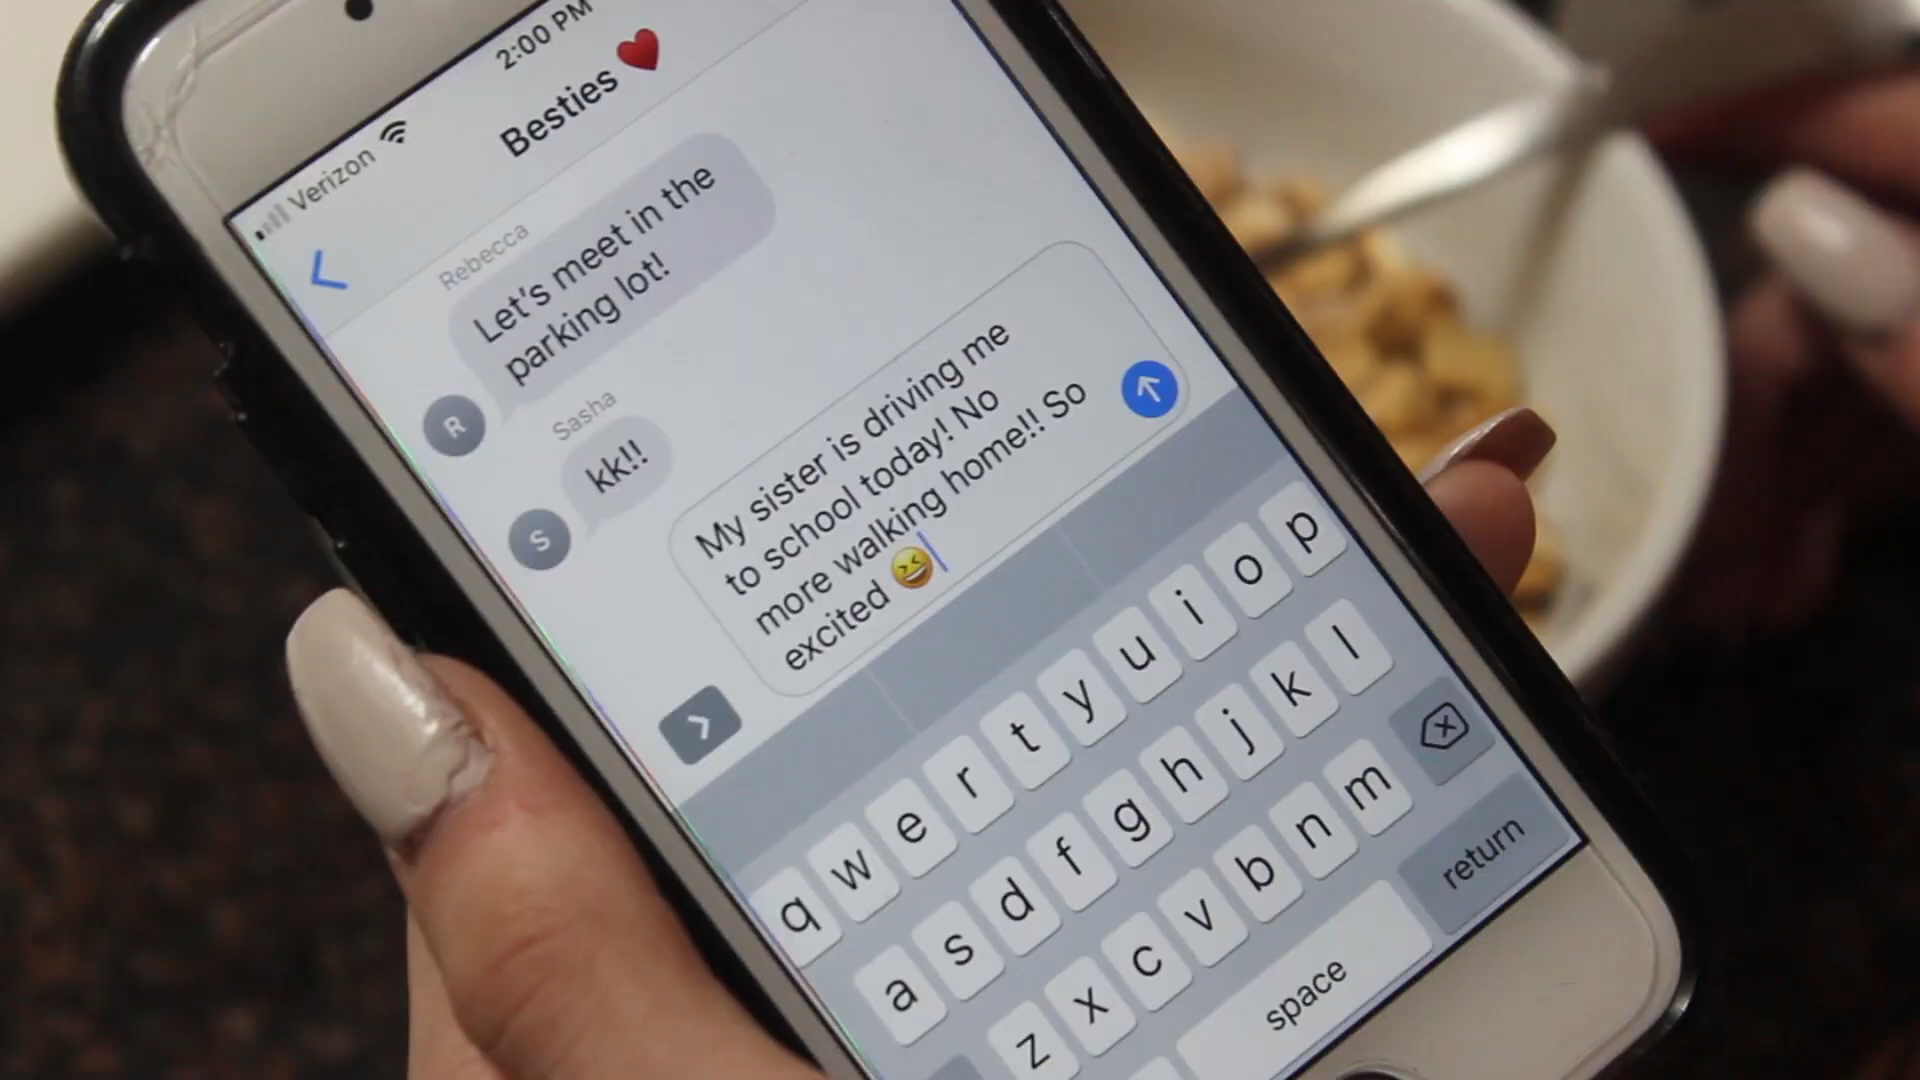 2:00 PM
Verizon
Besties ❤️
Rebecca
Let's meet in the
parking lot!
R
Sasha
kk!!
S
My sister is driving me
to school today! No
more walking home!! So
excited 😆
q w e r t y u i o p
a s d f g h j k l
z x c v b n m
space return